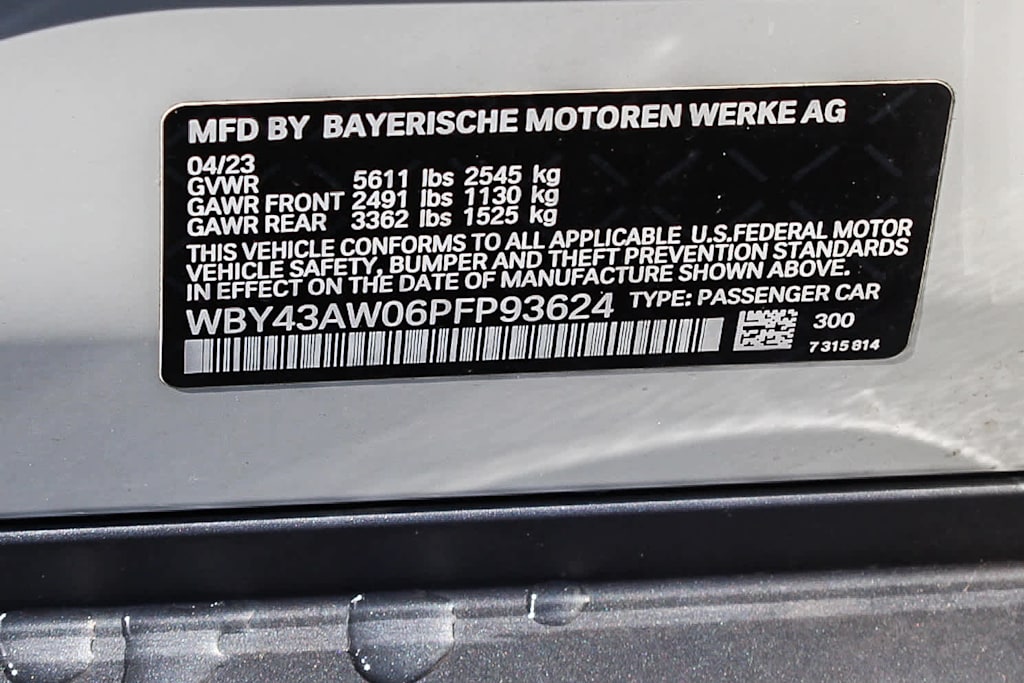 MFD BY BAYERISCHE MOTOREN WERKE AG
04/23
GVWR 5611 lbs 2545 kg
GAWR FRONT 2491 lbs 1130 kg
GAWR REAR 3362 lbs 1525 kg
THIS VEHICLE CONFORMS TO ALL APPLICABLE U.S.FEDERAL MOTOR
VEHICLE SAFETY, BUMPER AND THEFT PREVENTION STANDARDS
IN EFFECT ON THE DATE OF MANUFACTURE SHOWN ABOVE.
WBY43AW06PFP93624 TYPE: PASSENGER CAR
300
7 315 814